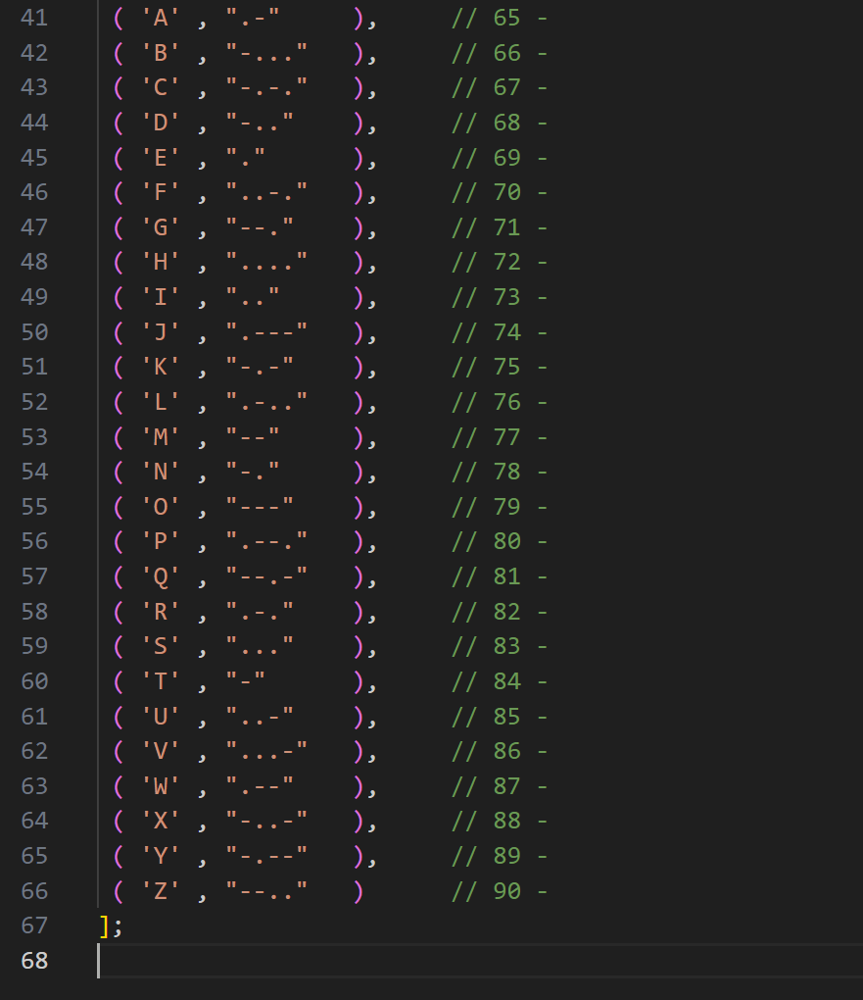 41 ( 'A' , ".-" ), // 65 -
42 ( 'B' , "-..." ), // 66 -
43 ( 'C' , "-.-." ), // 67 -
44 ( 'D' , "-.." ), // 68 -
45 ( 'E' , "." ), // 69 -
46 ( 'F' , "..-." ), // 70 -
47 ( 'G' , "--." ), // 71 -
48 ( 'H' , "...." ), // 72 -
49 ( 'I' , ".." ), // 73 -
50 ( 'J' , ".---" ), // 74 -
51 ( 'K' , "-.-" ), // 75 -
52 ( 'L' , ".-.." ), // 76 -
53 ( 'M' , "--" ), // 77 -
54 ( 'N' , "-." ), // 78 -
55 ( 'O' , "---" ), // 79 -
56 ( 'P' , ".--." ), // 80 -
57 ( 'Q' , "--.-" ), // 81 -
58 ( 'R' , ".-." ), // 82 -
59 ( 'S' , "..." ), // 83 -
60 ( 'T' , "-" ), // 84 -
61 ( 'U' , "..-" ), // 85 -
62 ( 'V' , "...-" ), // 86 -
63 ( 'W' , ".--" ), // 87 -
64 ( 'X' , "-..-" ), // 88 -
65 ( 'Y' , "-.--" ), // 89 -
66 ( 'Z' , "--.." ) // 90 -
67 ];
68